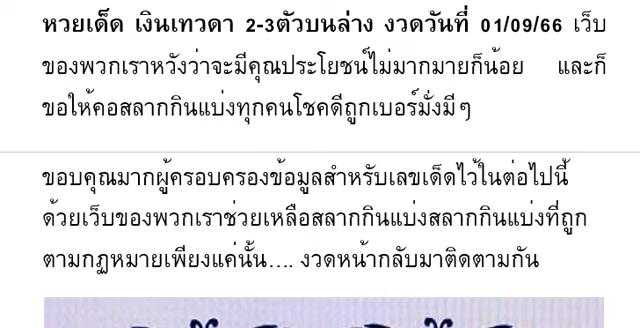 หวยเด็ด เงินเทวดา 2-3ตัวบนล่าง งวดวันที่ 01/09/66 เว็บ
ของพวกเราหวังว่าจะมีคุณประโยชน์ไม่มากมายก็น้อย และก็
ขอให้คอสลากกินแบ่งทุกคนโชคดีถูกเบอร์มั่งมีๆ
ขอบคุณมากผู้ครอบครองข้อมูลสำหรับเลขเด็ดไว้ในต่อไปนี้
ด้วยเว็บของพวกเราช่วยเหลือสลากกินแบ่งสลากกินแบ่งที่ถูก
ตามกฏหมายเพียงแค่นั้น…. งวดหน้ากลับมาติดตามกัน